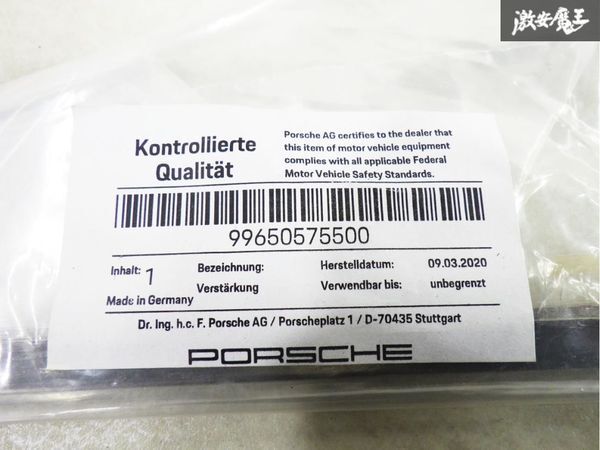 激安魔王
Kontrollierte
Qualität
Porsche AG certifies to the dealer that
this item of motor vehicle equipment
complies with all applicable Federal
Motor Vehicle Safety Standards.
99650575500
Inhalt: 1
Bezeichnung:
Herstelldatum: 09.03.2020
Verstärkung
Verwendbar bis: unbegrenzt
Made in Germany
Dr. Ing. h.c. F. Porsche AG / Porscheplatz 1 / D-70435 Stuttgart
PORSCHE